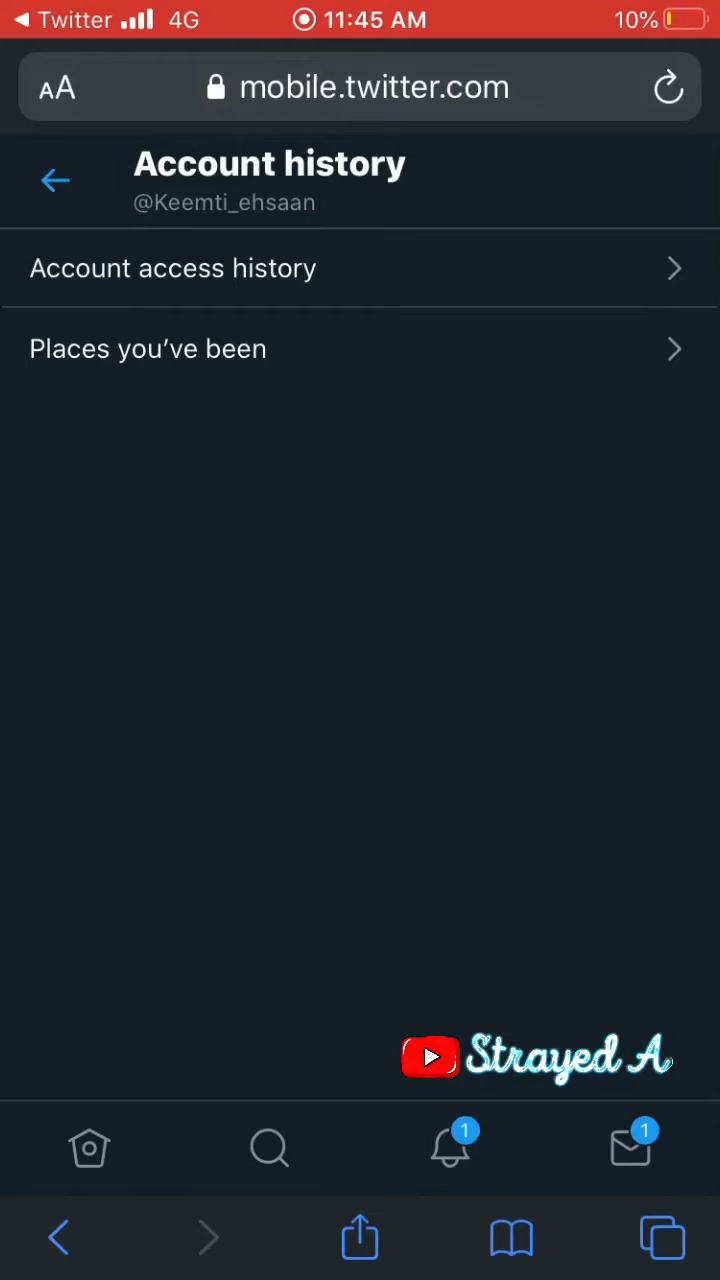 Twitter 4G 11:45 AM 10%
AA mobile.twitter.com
Account history
@Keemti_ehsaan
Account access history
Places you've been
Strayed A
1 1